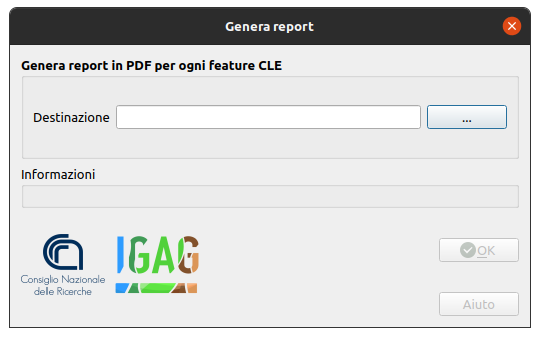 Genera report
Genera report in PDF per ogni feature CLE
Destinazione
...
Informazioni
Consiglio Nazionale
delle Ricerche
IGAG
OK
Aiuto